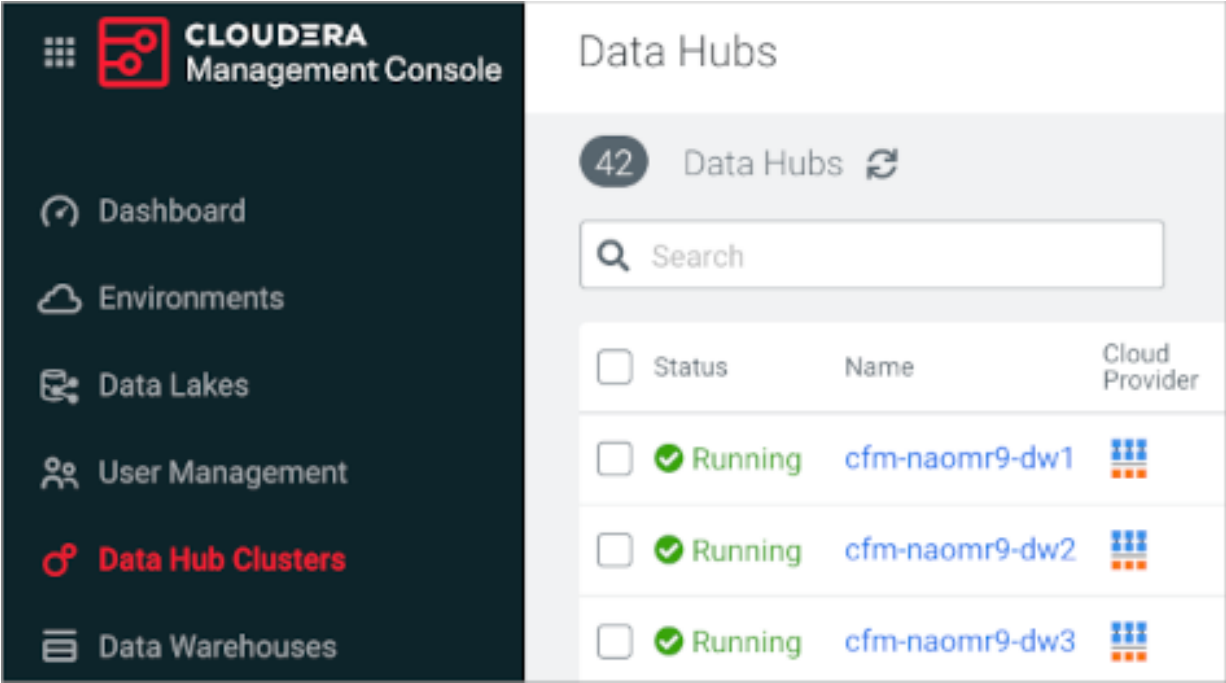 CLOUDERA
Management Console
Dashboard
Environments
Data Lakes
User Management
Data Hub Clusters
Data Warehouses
Data Hubs
42 Data Hubs
Search
Status Name Cloud Provider
Running cfm-naomr9-dw1
Running cfm-naomr9-dw2
Running cfm-naomr9-dw3